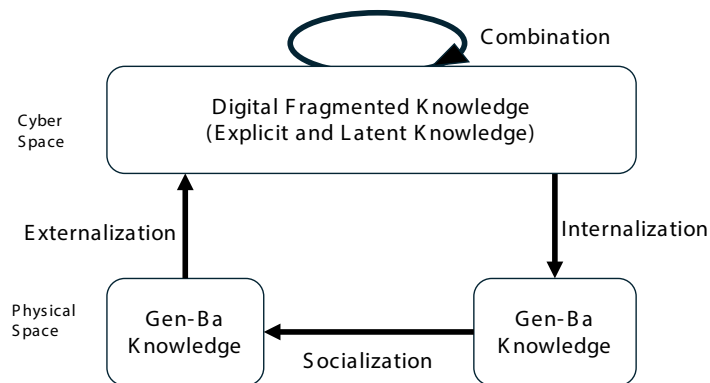 Combination
Digital Fragmented Knowledge
(Explicit and Latent Knowledge)
Cyber
Space
Externalization
Internalization
Physical
Space
Gen-Ba
Knowledge
Socialization
Gen-Ba
Knowledge